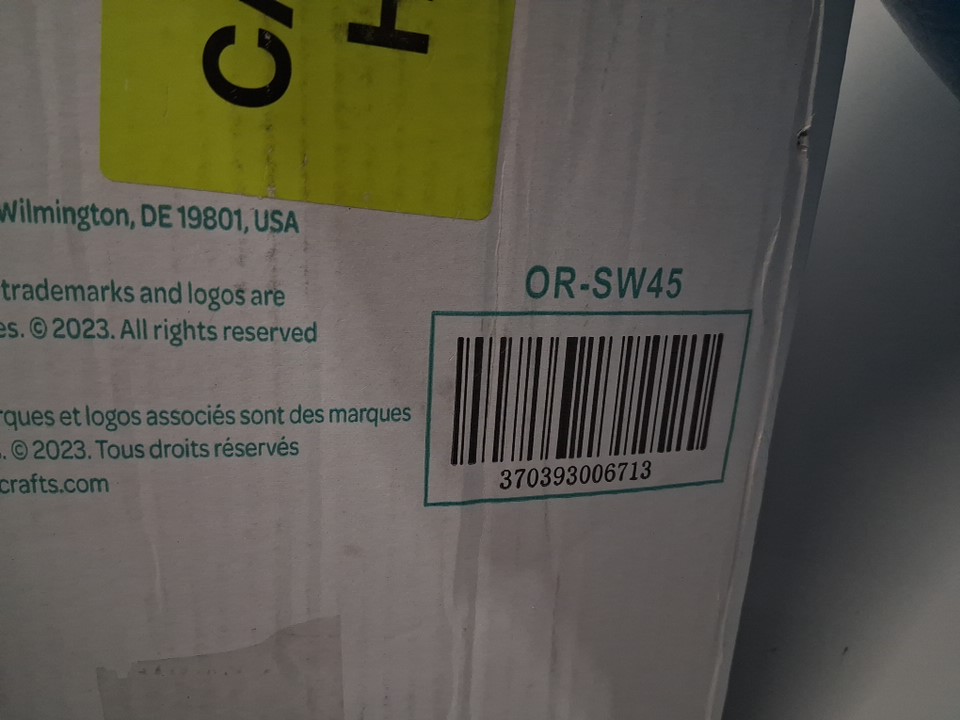 CA
H
Wilmington, DE 19801, USA
trademarks and logos are
es. © 2023. All rights reserved
rques et logos associés sont des marques
. © 2023. Tous droits réservés
crafts.com
OR-SW45
370393006713